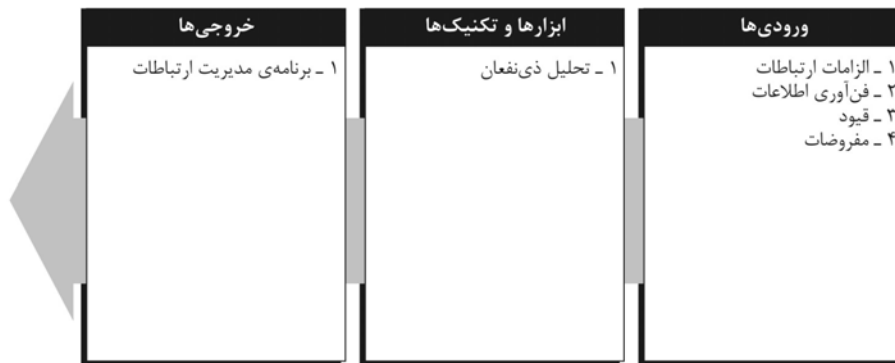 ورودی‌ها
۱ ـ الزامات ارتباطات
۲ ـ فن‌آوری اطلاعات
۳ ـ قیود
۴ ـ مفروضات
ابزارها و تکنیک‌ها
۱ ـ تحلیل ذی‌نفعان
خروجی‌ها
۱ ـ برنامه‌ی مدیریت ارتباطات